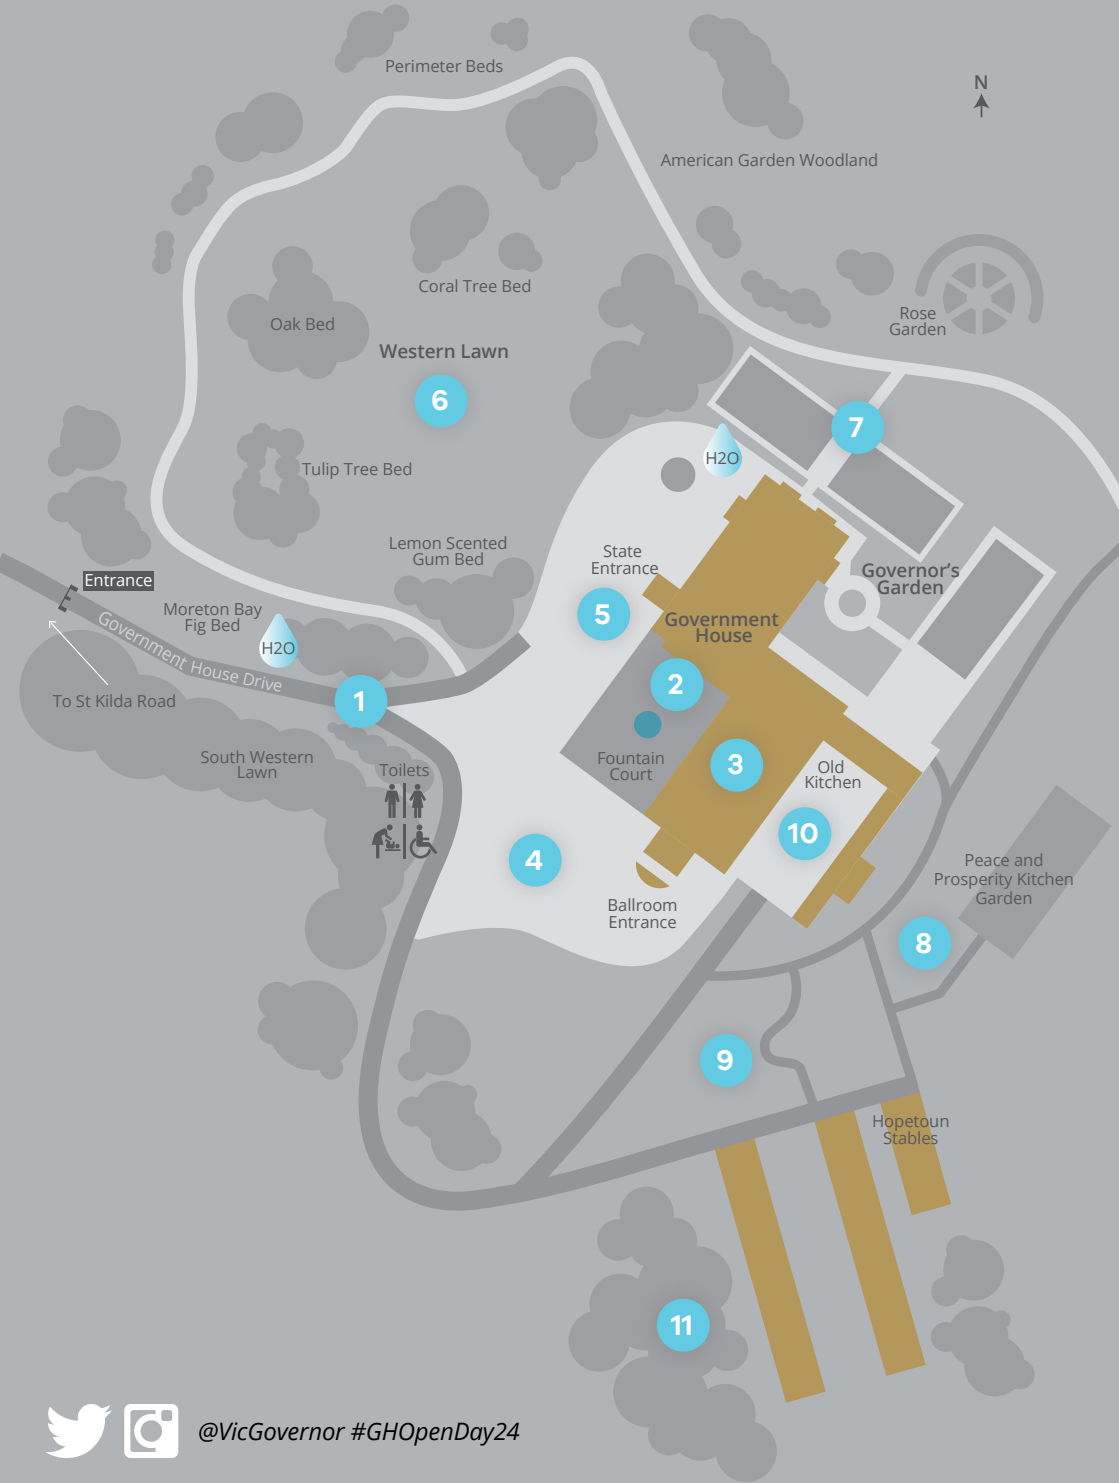 Perimeter Beds
N
American Garden Woodland
Coral Tree Bed
Rose
Garden
Oak Bed
Western Lawn
6
7
H2O
Tulip Tree Bed
Lemon Scented
Gum Bed
State
Entrance
Governor's
Garden
Entrance
Moreton Bay
Fig Bed
5
Government
House
Government House Drive
H2O
To St Kilda Road
1
2
South Western
Lawn
Toilets
Fountain
Court
3
Old
Kitchen
10
4
Ballroom
Entrance
Peace and
Prosperity Kitchen
Garden
8
9
Hopetoun
Stables
11
@VicGovernor #GHOpenDay24